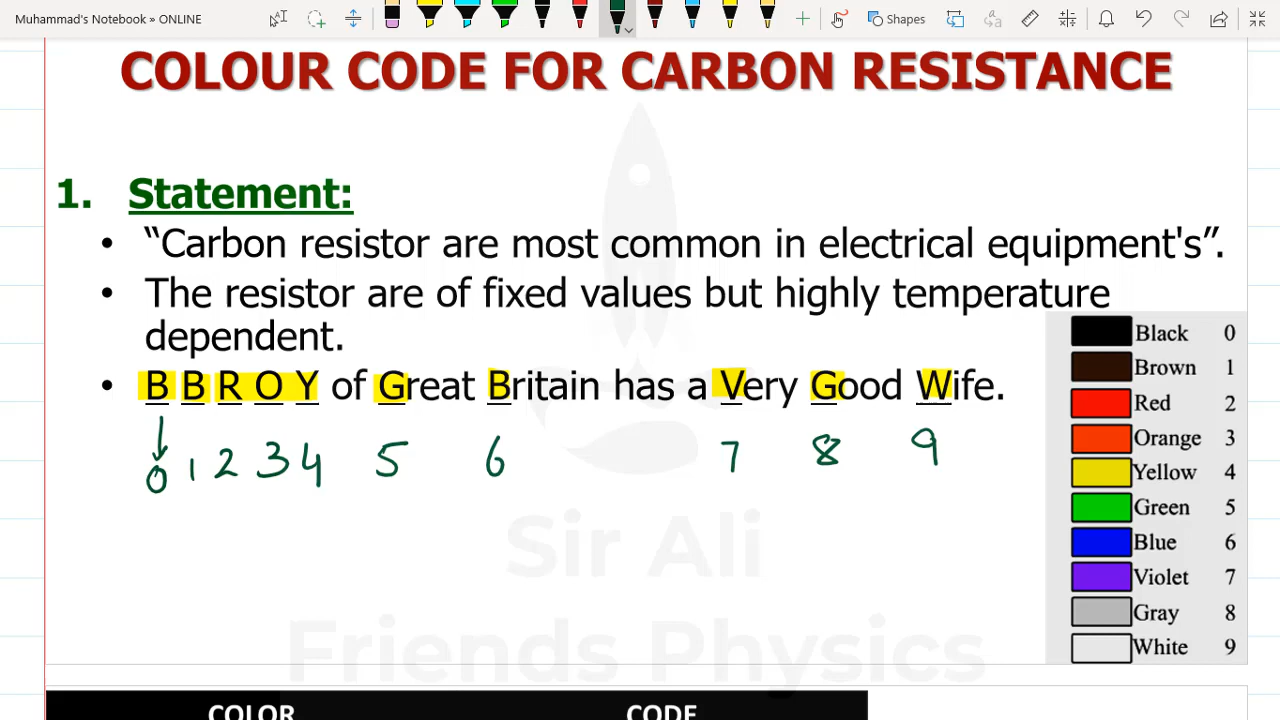 Muhammad's Notebook » ONLINE
Shapes
COLOUR CODE FOR CARBON RESISTANCE
1. Statement:
• “Carbon resistor are most common in electrical equipment's”.
• The resistor are of fixed values but highly temperature
dependent.
• B B R O Y of Great Britain has a Very Good Wife.
0 1 2 3 4 5 6 7 8 9
Black 0
Brown 1
Red 2
Orange 3
Yellow 4
Green 5
Blue 6
Violet 7
Gray 8
White 9
Sir Ali
Friends Physics
COLOR CODE